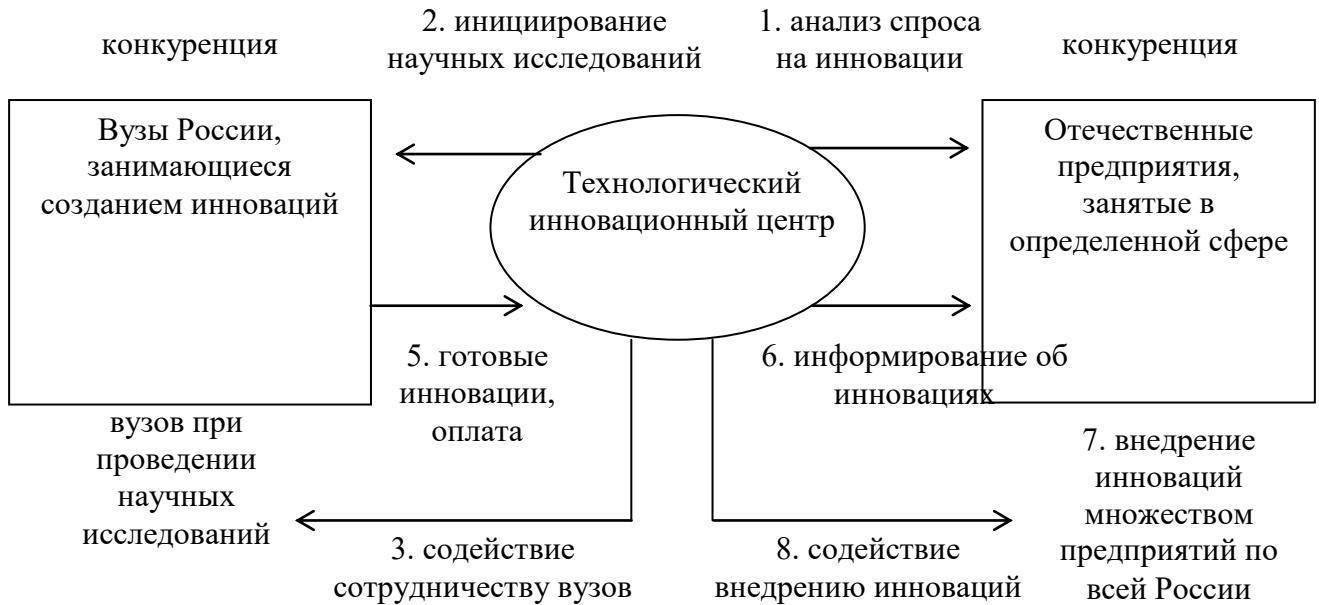 конкуренция
2. инициирование
научных исследований
1. анализ спроса
на инновации
конкуренция
Вузы России,
занимающиеся
созданием инноваций
Технологический
инновационный центр
Отечественные
предприятия,
занятые в
определенной сфере
5. готовые
инновации,
оплата
6. информирование об
инновациях
вузов при
проведении
научных
исследований
7. внедрение
инноваций
множеством
предприятий по
всей России
3. содействие
сотрудничеству вузов
8. содействие
внедрению инноваций